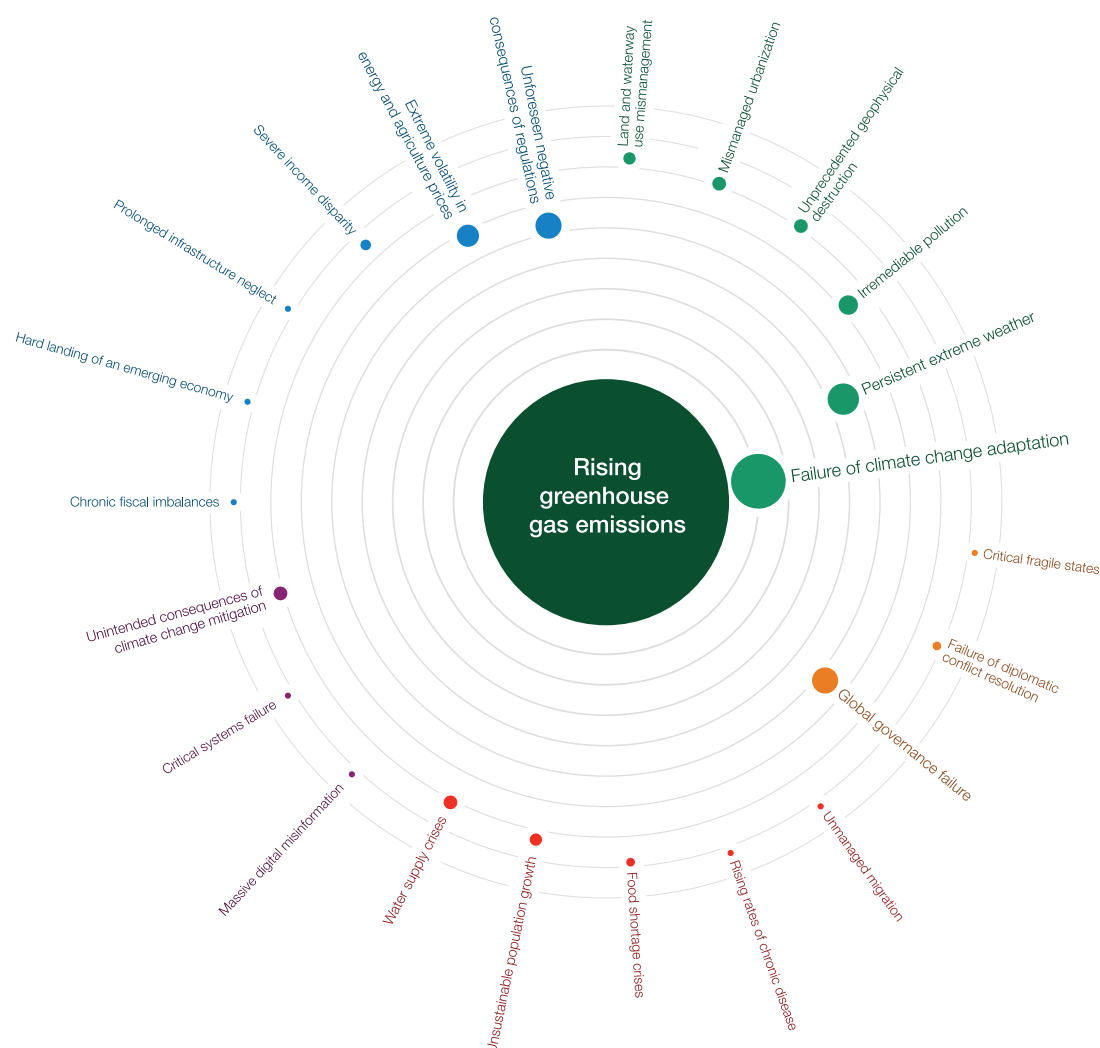 Rising
greenhouse
gas emissions
Land and waterway
use mismanagement
Mismanaged urbanization
Unprecedented geophysical
destruction
Irremediable pollution
Persistent extreme weather
Failure of climate change adaptation
Critical fragile states
Failure of diplomatic
conflict resolution
Global governance failure
Unmanaged migration
Rising rates of chronic disease
Food shortage crises
Unsustainable population growth
Water supply crises
Massive digital misinformation
Critical systems failure
Unintended consequences of
climate change mitigation
Chronic fiscal imbalances
Hard landing of an emerging economy
Prolonged infrastructure neglect
Severe income disparity
Extreme volatility in
energy and agriculture prices
Unforeseen negative
consequences of regulations